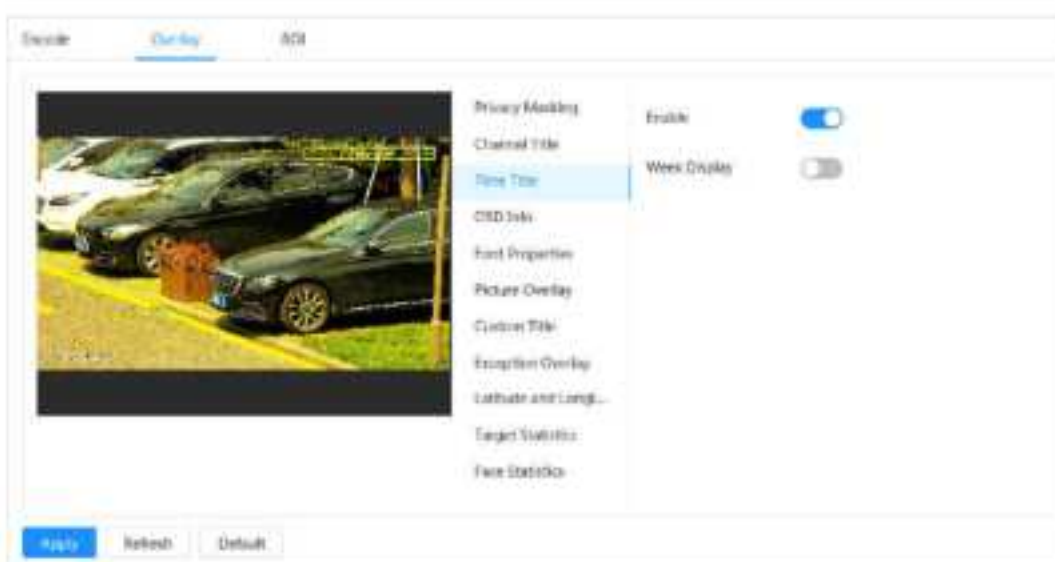 Encode
Overlay
ROI
Privacy Masking
Channel Title
Time Title
OSD Info
Font Properties
Picture Overlay
Custom Title
Exception Overlay
Latitude and Longi...
Target Statistics
Face Statistics
Enable
Week Display
Apply
Refresh
Default